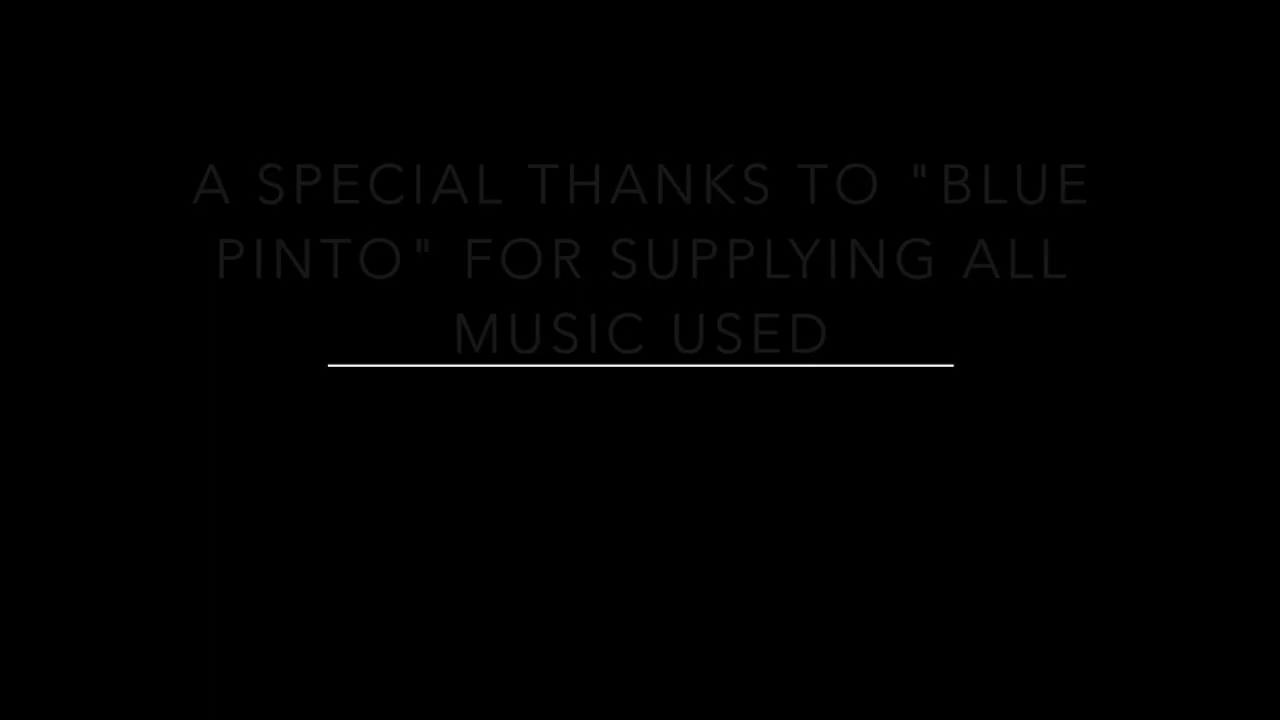 A SPECIAL THANKS TO "BLUE
PINTO" FOR SUPPLYING ALL
MUSIC USED